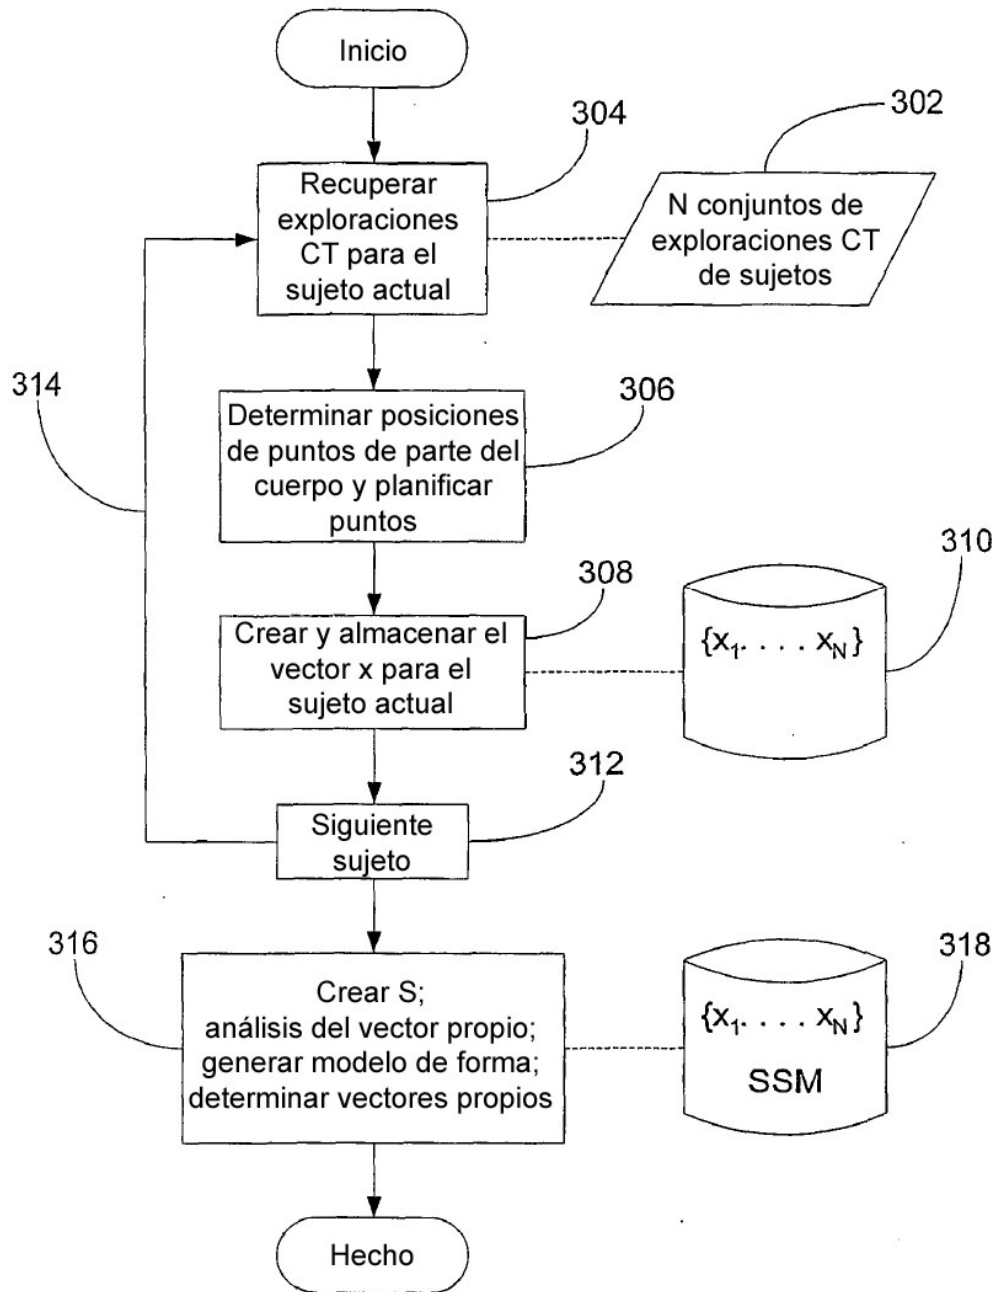 Inicio
304
302
Recuperar
exploraciones
CT para el
sujeto actual
N conjuntos de
exploraciones CT
de sujetos
314
306
Determinar posiciones
de puntos de parte del
cuerpo y planificar
puntos
308
310
Crear y almacenar el
vector x para el
sujeto actual
{x₁. . . . x_N}
312
Siguiente
sujeto
316
318
Crear S;
análisis del vector propio;
generar modelo de forma;
determinar vectores propios
{x₁. . . . x_N}
SSM
Hecho